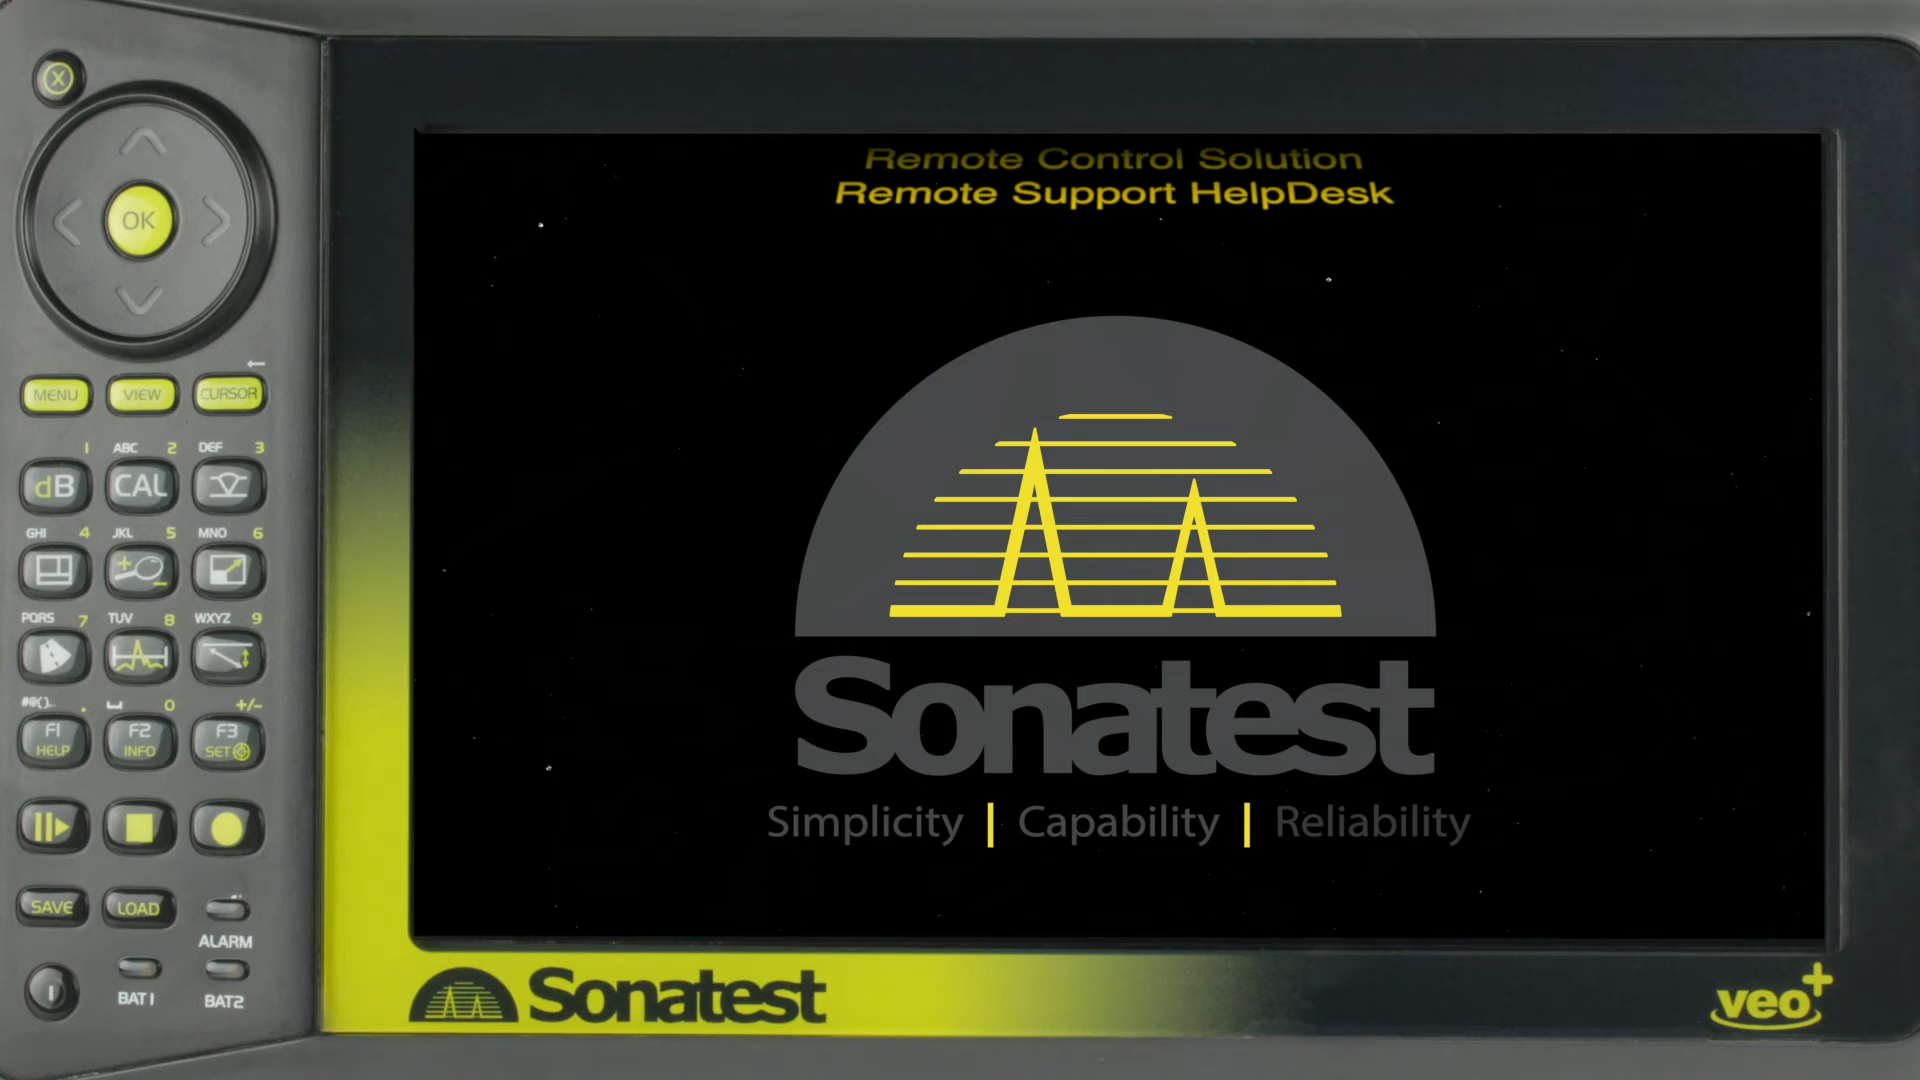 X
OK
MENU VIEW CURSOR
1 ABC 2 DEF 3
dB CAL
GHI 4 JKL 5 MNO 6
PQRS 7 TUV 8 WXYZ 9
#@()... . 0 +/-
F1 HELP F2 INFO F3 SET
SAVE LOAD
ALARM
BAT1 BAT2
Remote Control Solution
Remote Support HelpDesk
Sonatest
Simplicity | Capability | Reliability
Sonatest
veo+